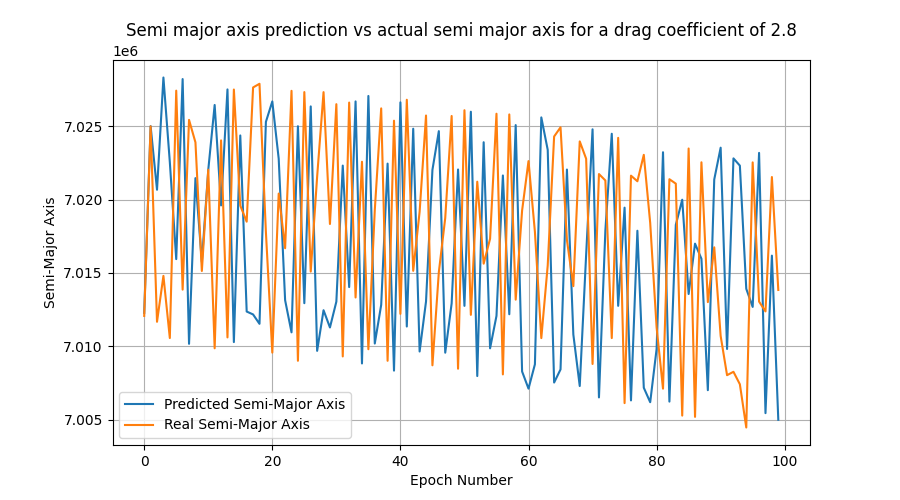 Semi major axis prediction vs actual semi major axis for a drag coefficient of 2.8
1e6
7.025
7.020
7.015
7.010
7.005
Semi-Major Axis
Predicted Semi-Major Axis
Real Semi-Major Axis
0 20 40 60 80 100
Epoch Number